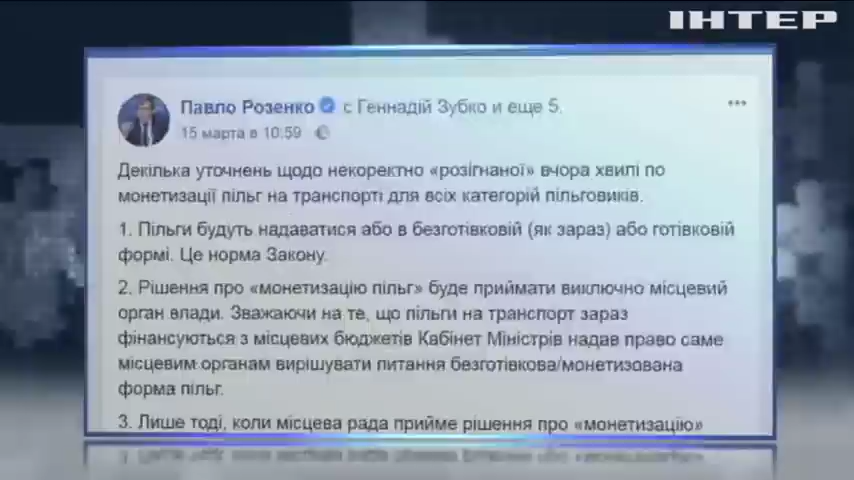 ІНТЕР
Павло Розенко с Геннадій Зубко и еще 5.
15 марта в 10:59
Декілька уточнень щодо некоректно «розігнаної» вчора хвилі по
монетизації пільг на транспорті для всіх категорій пільговиків.
1. Пільги будуть надаватися або в безготівковій (як зараз) або готівковій
формі. Це норма Закону.
2. Рішення про «монетизацію пільг» буде приймати виключно місцевий
орган влади. Зважаючи на те, що пільги на транспорт зараз
фінансуються з місцевих бюджетів Кабінет Міністрів надав право саме
місцевим органам вирішувати питання безготівкова/монетизована
форма пільг.
3. Лише тоді, коли місцева рада прийме рішення про «монетизацію»